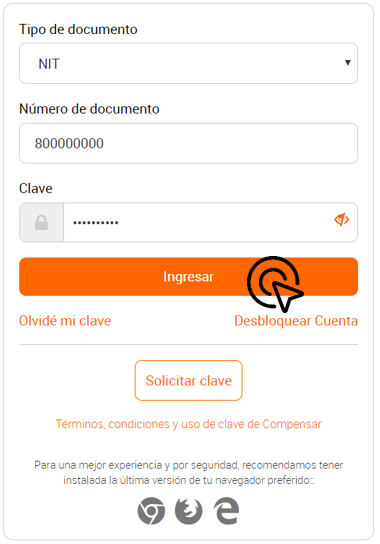 Tipo de documento
NIT
Número de documento
800000000
Clave
••••••••••
Ingresar
Olvidé mi clave
Desbloquear Cuenta
Solicitar clave
Términos, condiciones y uso de clave de Compensar
Para una mejor experiencia y por seguridad, recomendamos tener
instalada la última versión de tu navegador preferido::